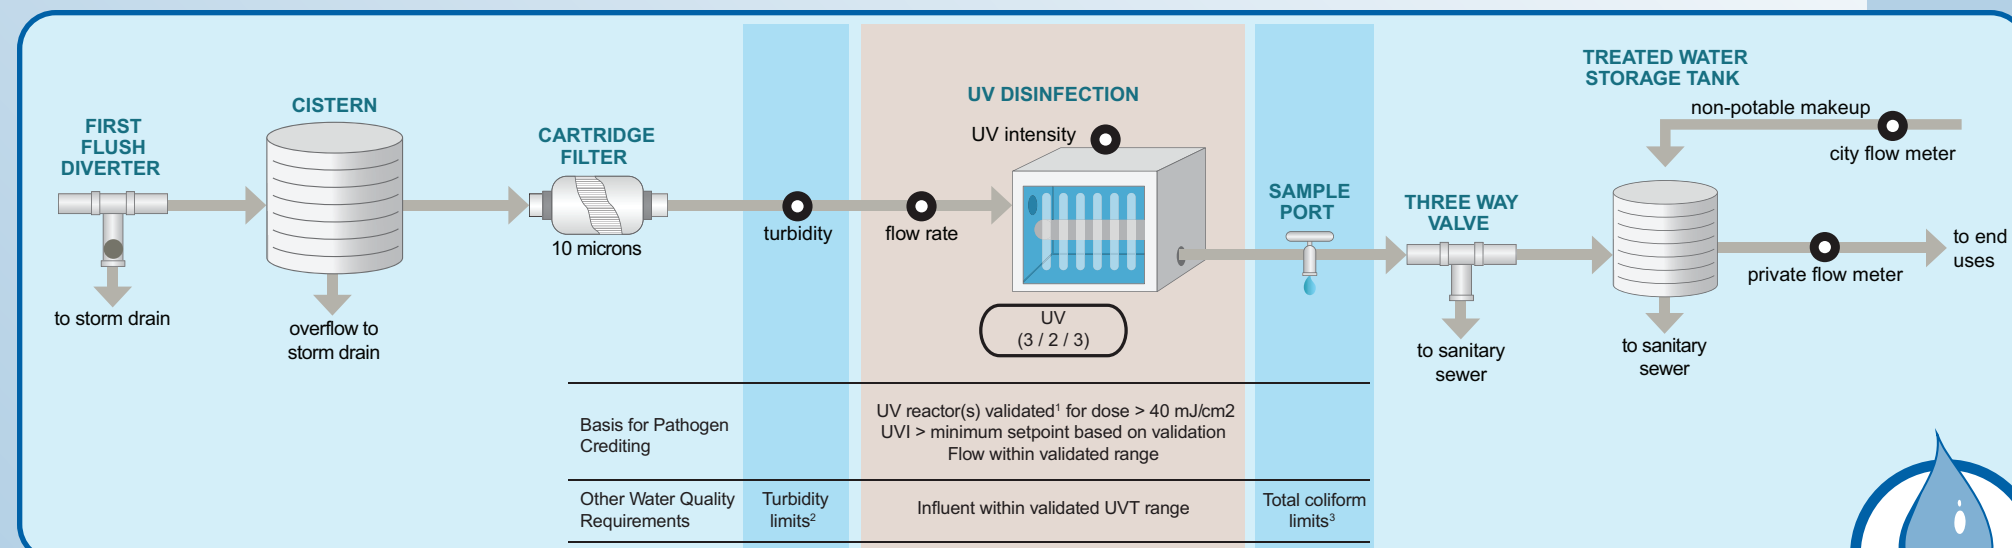 FIRST
FLUSH
DIVERTER
to storm drain
CISTERN
overflow to
storm drain
CARTRIDGE
FILTER
10 microns
turbidity
flow rate
UV DISINFECTION
UV intensity
UV
(3 / 2 / 3)
SAMPLE
PORT
THREE WAY
VALVE
to sanitary
sewer
TREATED WATER
STORAGE TANK
non-potable makeup
city flow meter
to sanitary
sewer
private flow meter
to end
uses
Basis for Pathogen
Crediting
UV reactor(s) validated¹ for dose > 40 mJ/cm2
UVI > minimum setpoint based on validation
Flow within validated range
Other Water Quality
Requirements
Turbidity
limits²
Influent within validated UVT range
Total coliform
limits³